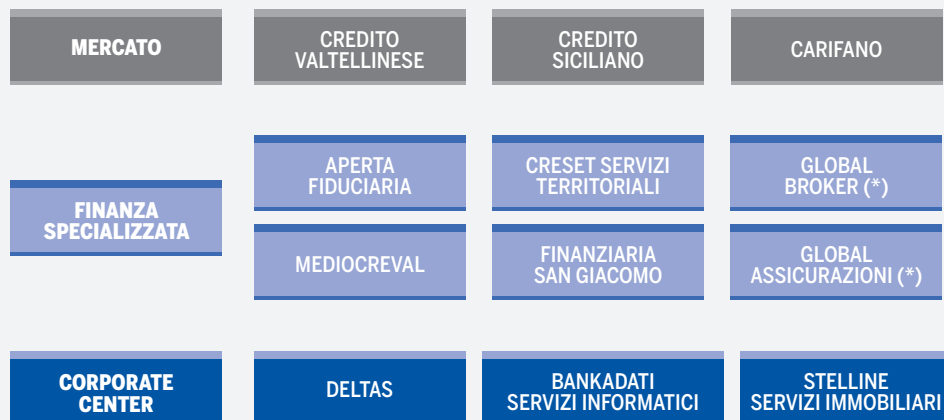 MERCATO
CREDITO
VALTELLINESE
CREDITO
SICILIANO
CARIFANO
FINANZA
SPECIALIZZATA
APERTA
FIDUCIARIA
CRESET SERVIZI
TERRITORIALI
GLOBAL
BROKER (*)
MEDIOCREVAL
FINANZIARIA
SAN GIACOMO
GLOBAL
ASSICURAZIONI (*)
CORPORATE
CENTER
DELTAS
BANKADATI
SERVIZI INFORMATICI
STELLINE
SERVIZI IMMOBILIARI